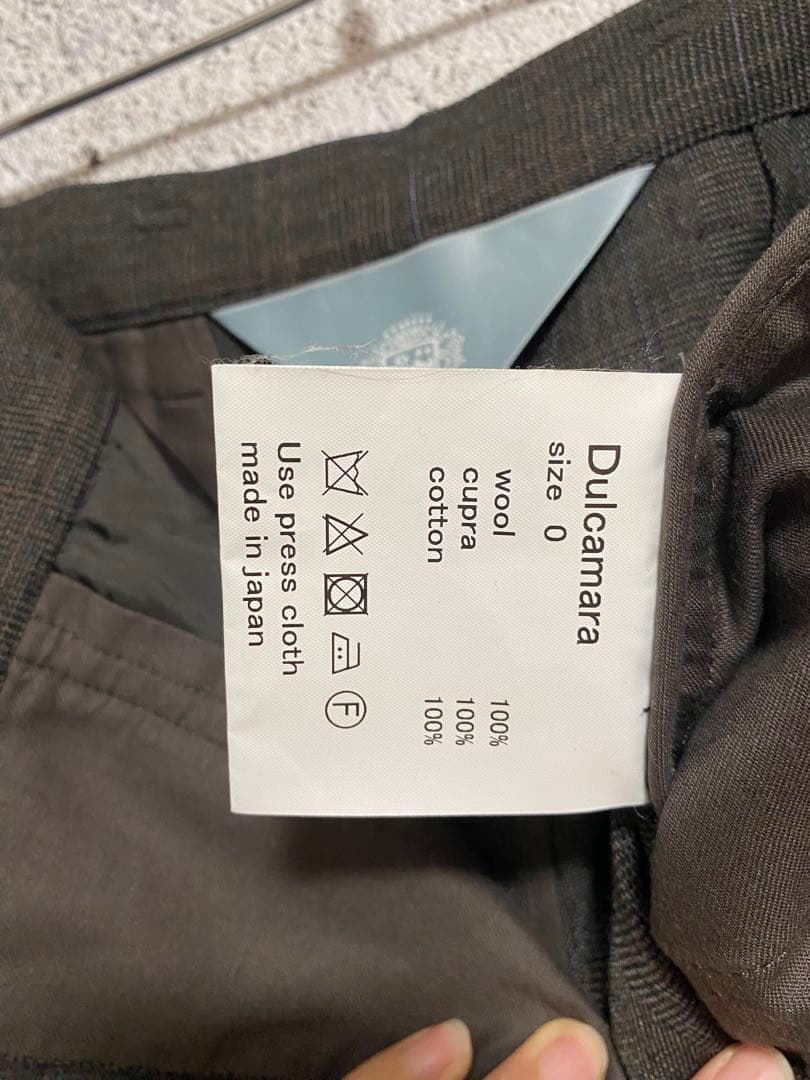 Dulcamara
size 0
wool 100%
cupra 100%
cotton 100%
F
Use press cloth
made in japan